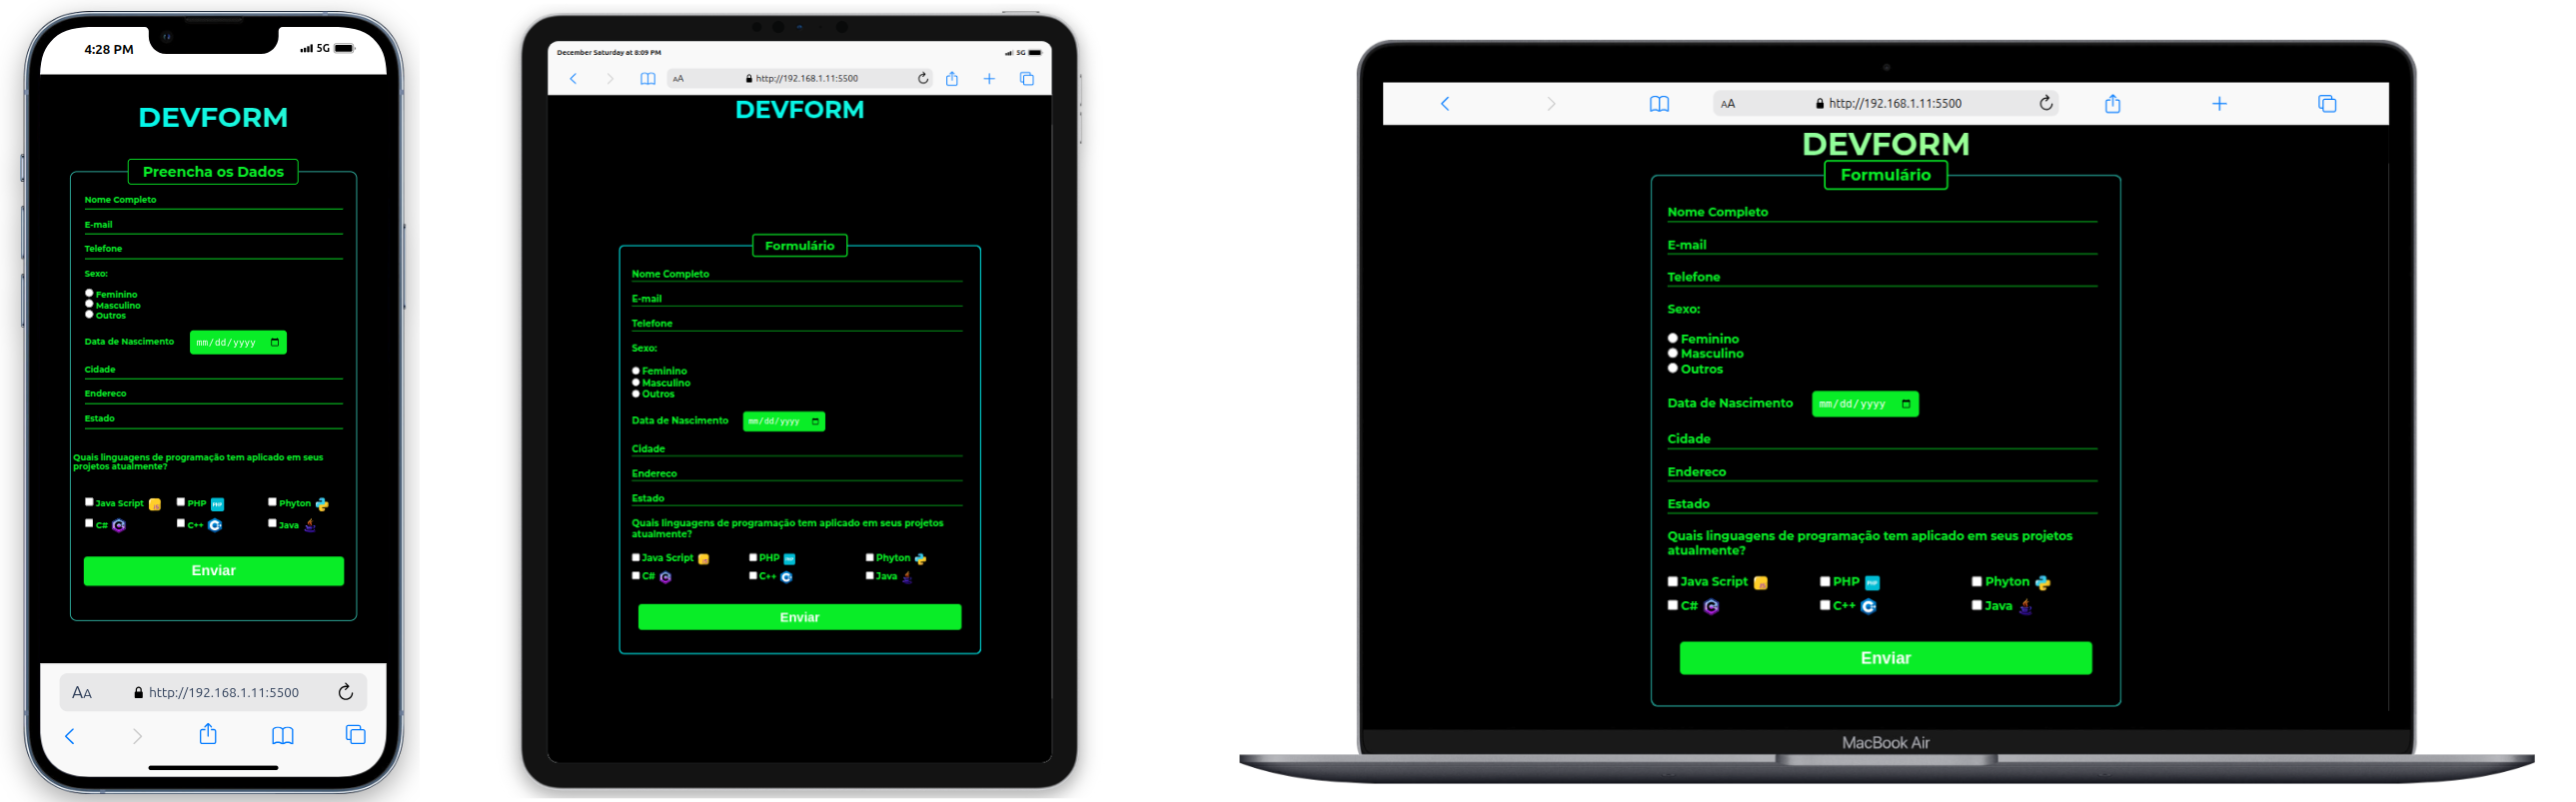 4:28 PM
5G
DEVFORM
Preencha os Dados
Nome Completo
E-mail
Telefone
Sexo:
Feminino
Masculino
Outros
Data de Nascimento mm/dd/yyyy
Cidade
Endereco
Estado
Quais linguagens de programação tem aplicado em seus
projetos atualmente?
Java Script PHP Phyton
C# C++ Java
Enviar
AA http://192.168.1.11:5500
December Saturday at 8:09 PM
5G
AA http://192.168.1.11:5500
DEVFORM
Formulário
Nome Completo
E-mail
Telefone
Sexo:
Feminino
Masculino
Outros
Data de Nascimento mm/dd/yyyy
Cidade
Endereco
Estado
Quais linguagens de programação tem aplicado em seus projetos
atualmente?
Java Script PHP Phyton
C# C++ Java
Enviar
AA http://192.168.1.11:5500
DEVFORM
Formulário
Nome Completo
E-mail
Telefone
Sexo:
Feminino
Masculino
Outros
Data de Nascimento mm/dd/yyyy
Cidade
Endereco
Estado
Quais linguagens de programação tem aplicado em seus projetos
atualmente?
Java Script PHP Phyton
C# C++ Java
Enviar
MacBook Air